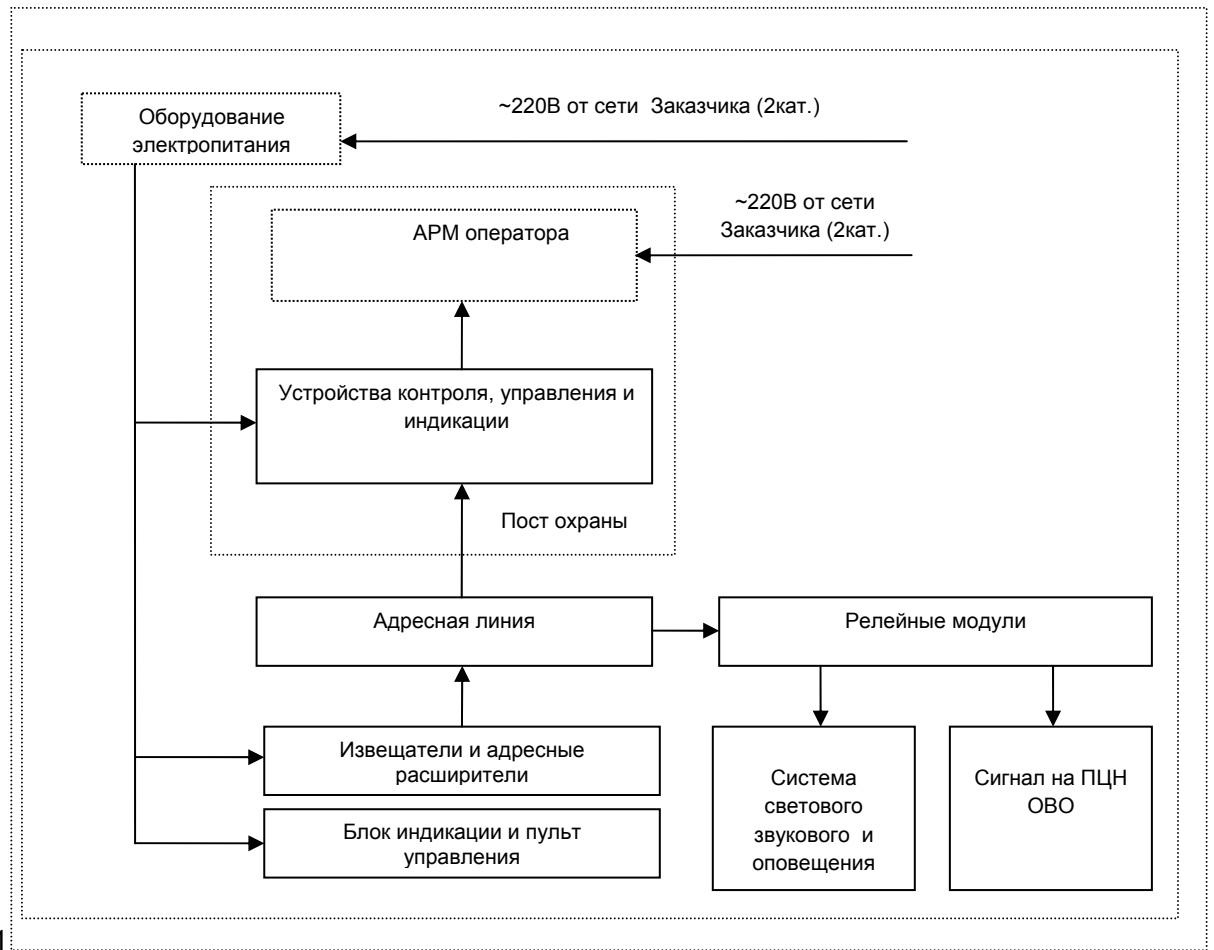 ~220В от сети Заказчика (2кат.)
Оборудование
электропитания
~220В от сети
Заказчика (2кат.)
АРМ оператора
Устройства контроля, управления и
индикации
Пост охраны
Адресная линия
Релейные модули
Извещатели и адресные
расширители
Система
светового
звукового и
оповещения
Сигнал на ПЦН
ОВО
Блок индикации и пульт
управления